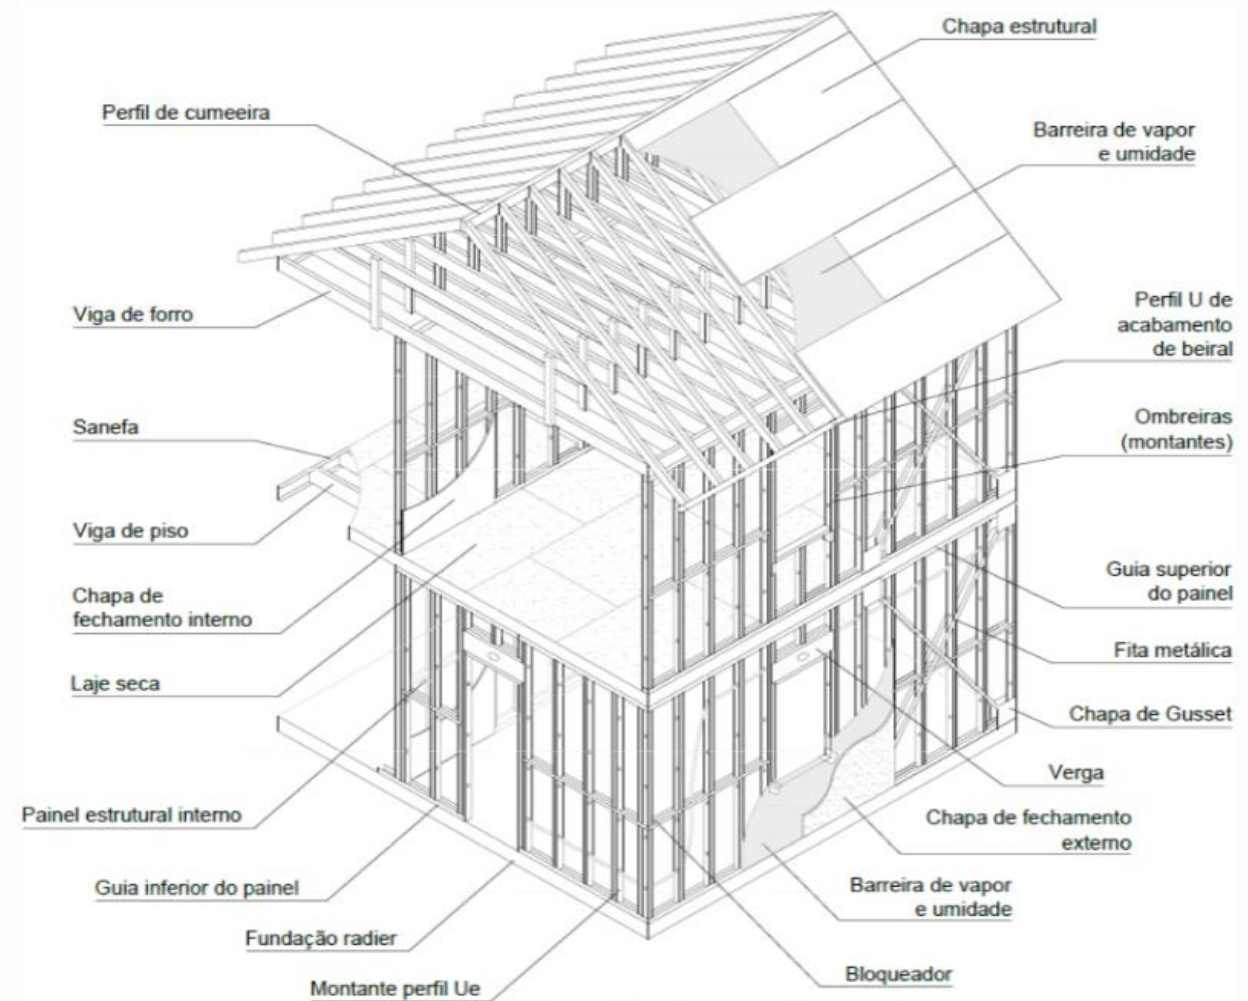 Chapa estrutural
Perfil de cumeeira
Barreira de vapor
e umidade
Viga de forro
Perfil U de
acabamento
de beiral
Sanefa
Ombreiras
(montantes)
Viga de piso
Chapa de
fechamento interno
Guia superior
do painel
Fita metálica
Laje seca
Chapa de Gusset
Verga
Painel estrutural interno
Chapa de fechamento
externo
Guia inferior do painel
Barreira de vapor
e umidade
Fundação radier
Bloqueador
Montante perfil Ue